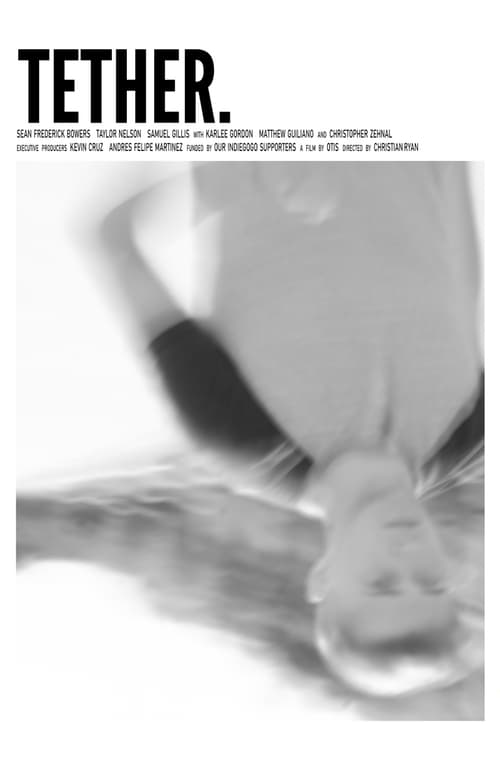 TETHER.
SEAN FREDERICK BOWERS TAYLOR NELSON SAMUEL GILLIS WITH KARLEE GORDON MATTHEW GUILIANO AND CHRISTOPHER ZEHNAL
EXECUTIVE PRODUCERS KEVIN CRUZ ANDRES FELIPE MARTINEZ FUNDED BY OUR INDIEGOGO SUPPORTERS A FILM BY OTIS DIRECTED BY CHRISTIAN RYAN